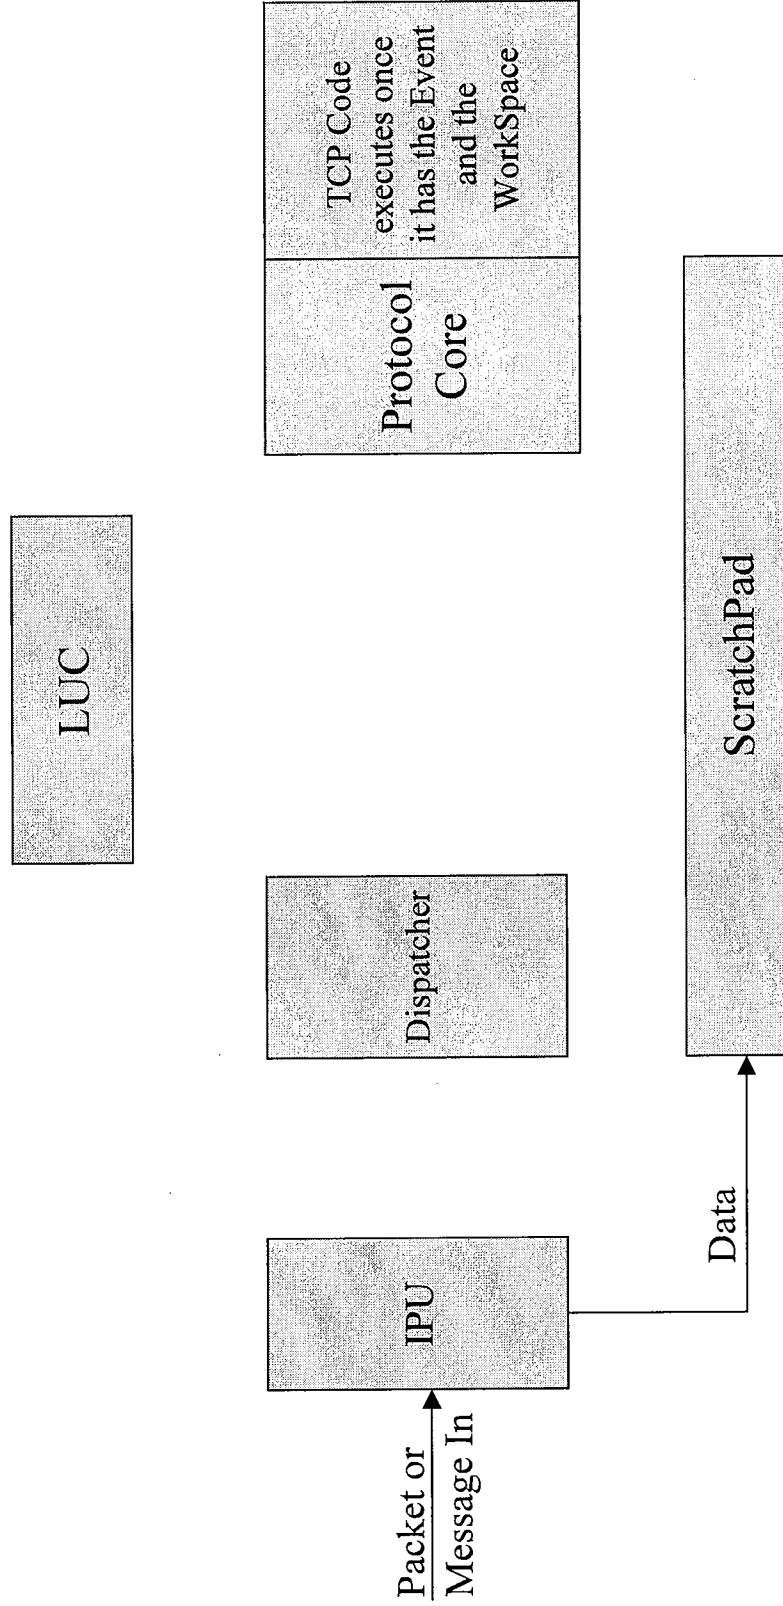 LUC
Packet or
Message In
IPU
Dispatcher
Protocol
Core
TCP Code
executes once
it has the Event
and the
WorkSpace
Data
ScratchPad